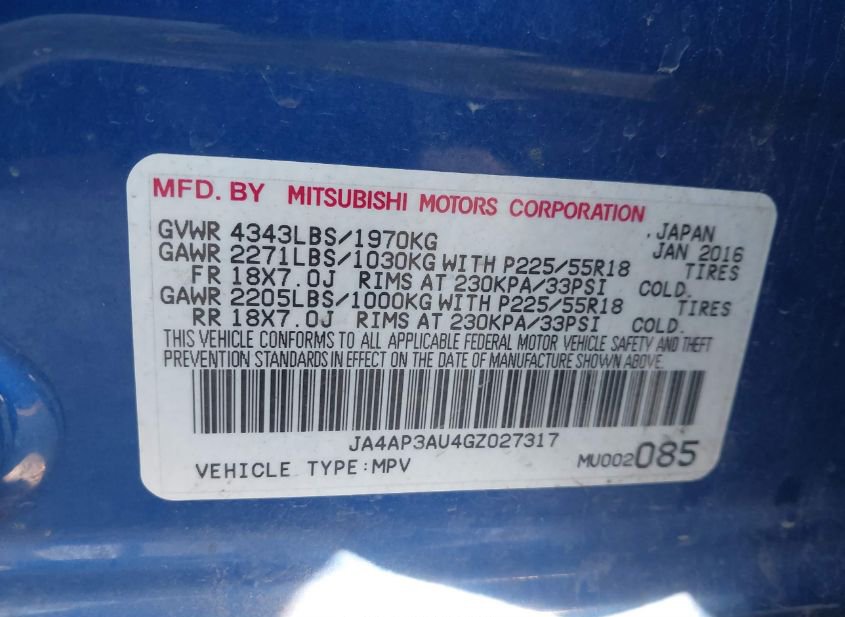 MFD. BY MITSUBISHI MOTORS CORPORATION
GVWR 4343LBS/1970KG .JAPAN
GAWR 2271LBS/1030KG WITH P225/55R18 JAN 2016 TIRES
FR 18X7.0J RIMS AT 230KPA/33PSI COLD.
GAWR 2205LBS/1000KG WITH P225/55R18 TIRES
RR 18X7.0J RIMS AT 230KPA/33PSI COLD.
THIS VEHICLE CONFORMS TO ALL APPLICABLE FEDERAL MOTOR VEHICLE SAFETY AND THEFT
PREVENTION STANDARDS IN EFFECT ON THE DATE OF MANUFACTURE SHOWN ABOVE.
JA4AP3AU4GZ027317
VEHICLE TYPE:MPV MU002085